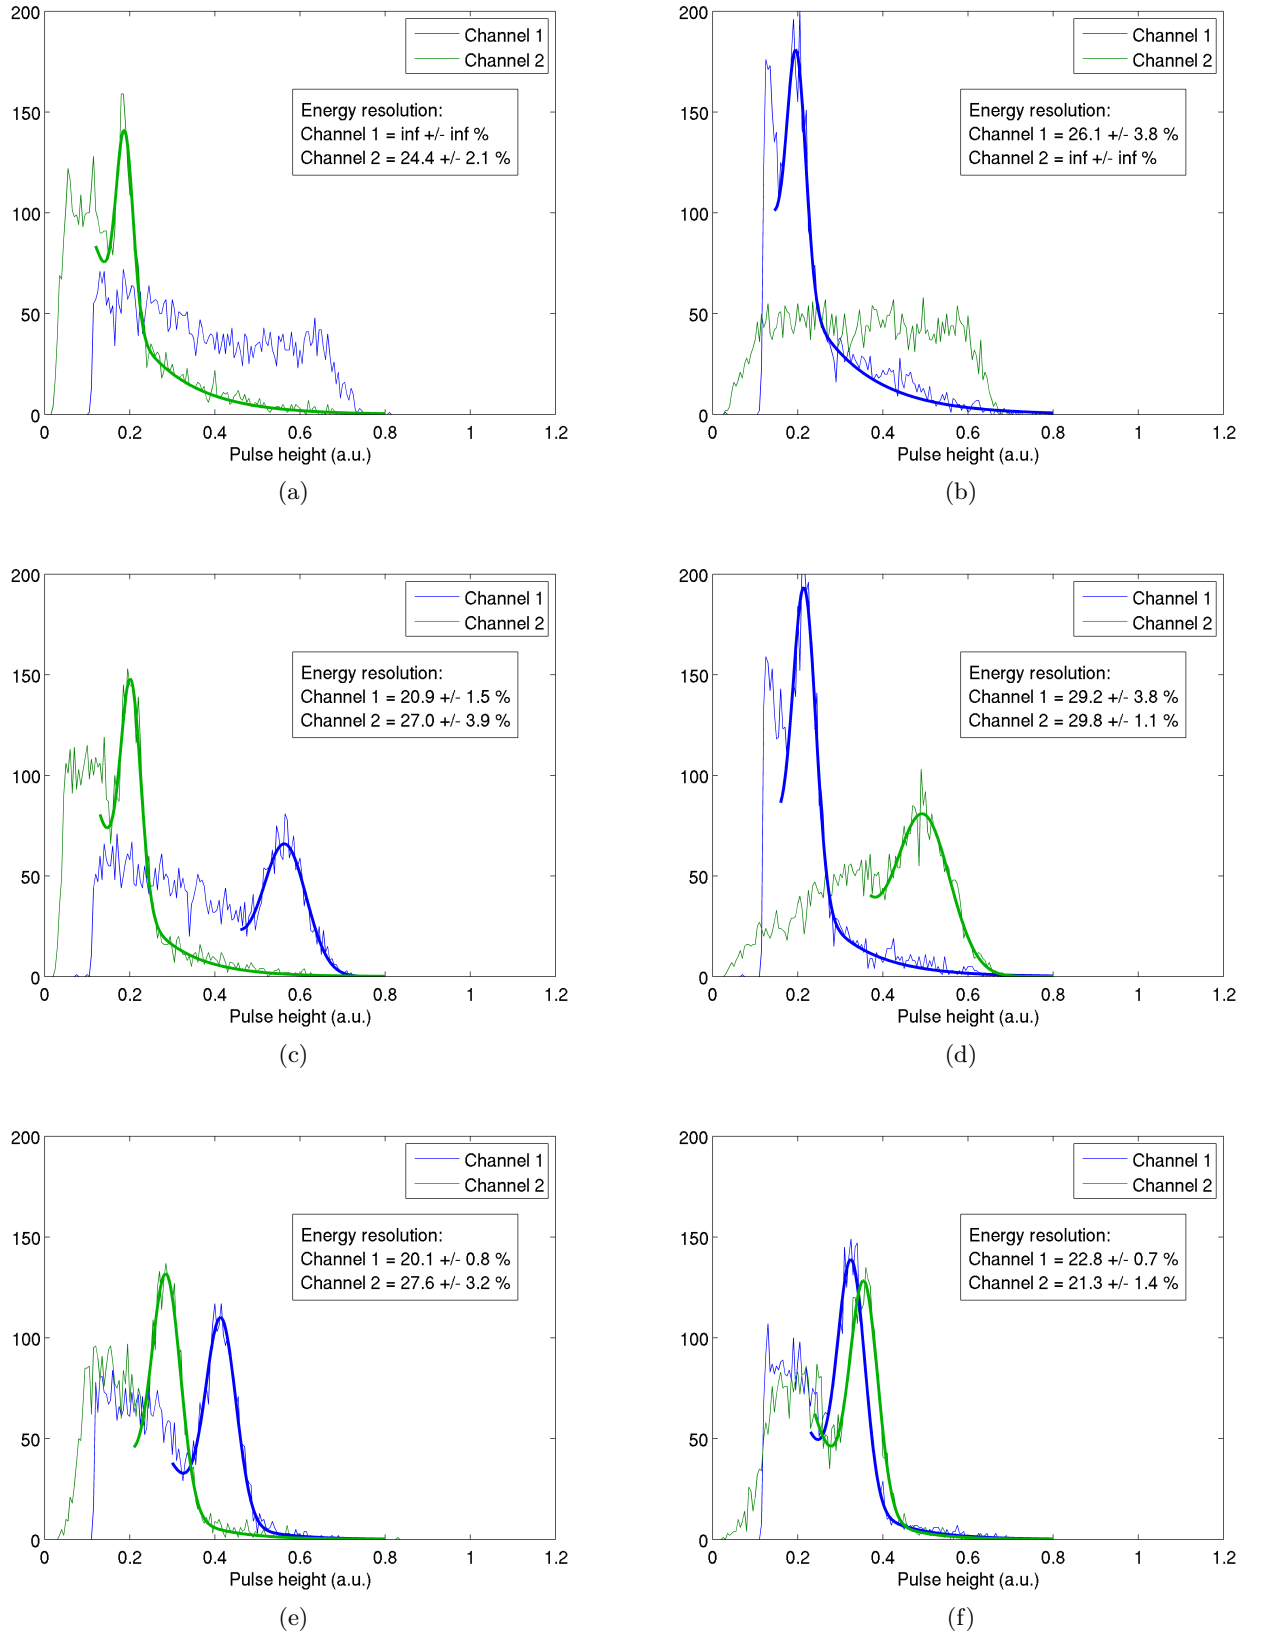 200
150
100
50
0
0 0.2 0.4 0.6 0.8 1 1.2
Pulse height (a.u.)
Channel 1
Channel 2
Energy resolution:
Channel 1 = inf +/- inf %
Channel 2 = 24.4 +/- 2.1 %
(a)
200
150
100
50
0
0 0.2 0.4 0.6 0.8 1 1.2
Pulse height (a.u.)
Channel 1
Channel 2
Energy resolution:
Channel 1 = 26.1 +/- 3.8 %
Channel 2 = inf +/- inf %
(b)
200
150
100
50
0
0 0.2 0.4 0.6 0.8 1 1.2
Pulse height (a.u.)
Channel 1
Channel 2
Energy resolution:
Channel 1 = 20.9 +/- 1.5 %
Channel 2 = 27.0 +/- 3.9 %
(c)
200
150
100
50
0
0 0.2 0.4 0.6 0.8 1 1.2
Pulse height (a.u.)
Channel 1
Channel 2
Energy resolution:
Channel 1 = 29.2 +/- 3.8 %
Channel 2 = 29.8 +/- 1.1 %
(d)
200
150
100
50
0
0 0.2 0.4 0.6 0.8 1 1.2
Pulse height (a.u.)
Channel 1
Channel 2
Energy resolution:
Channel 1 = 20.1 +/- 0.8 %
Channel 2 = 27.6 +/- 3.2 %
(e)
200
150
100
50
0
0 0.2 0.4 0.6 0.8 1 1.2
Pulse height (a.u.)
Channel 1
Channel 2
Energy resolution:
Channel 1 = 22.8 +/- 0.7 %
Channel 2 = 21.3 +/- 1.4 %
(f)